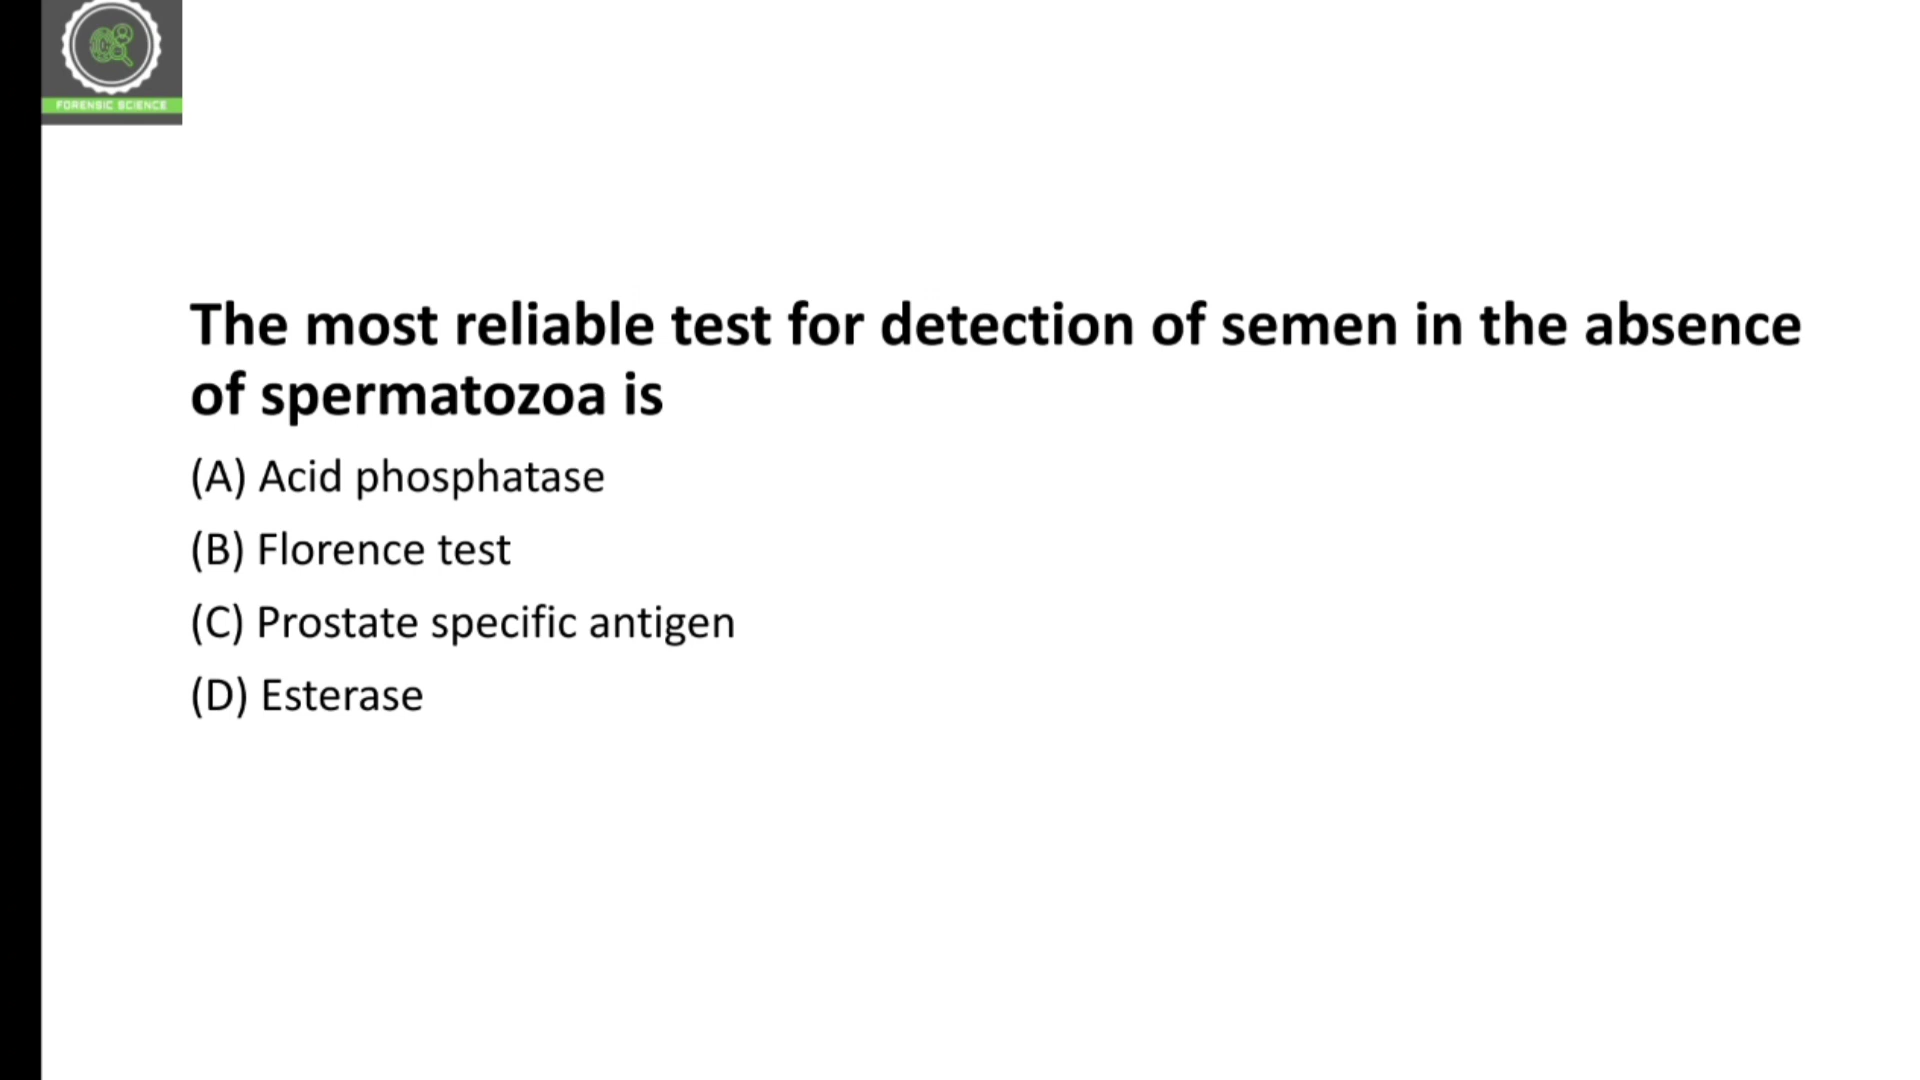 FORENSIC SCIENCE
The most reliable test for detection of semen in the absence
of spermatozoa is
(A) Acid phosphatase
(B) Florence test
(C) Prostate specific antigen
(D) Esterase